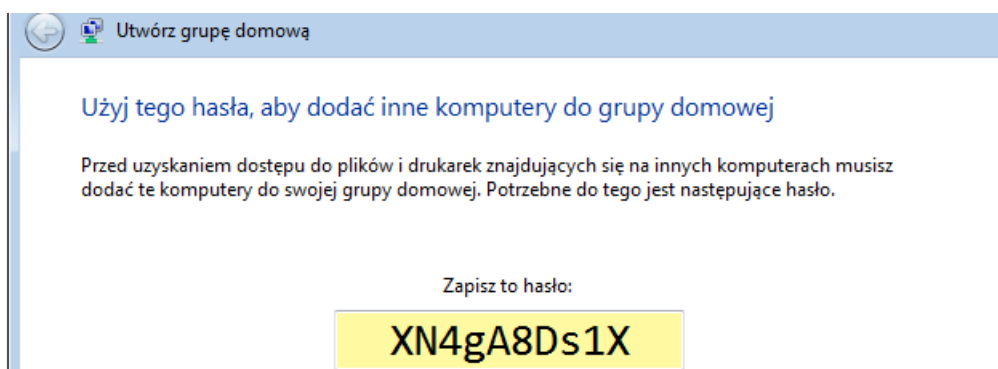 Utwórz grupę domową
Użyj tego hasła, aby dodać inne komputery do grupy domowej
Przed uzyskaniem dostępu do plików i drukarek znajdujących się na innych komputerach musisz
dodać te komputery do swojej grupy domowej. Potrzebne do tego jest następujące hasło.
Zapisz to hasło:
XN4gA8Ds1X